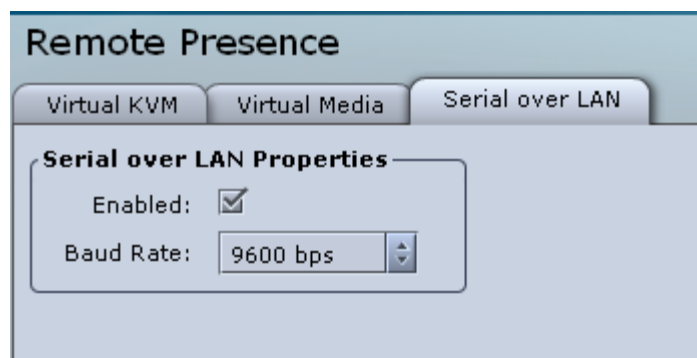 Remote Presence
Virtual KVM Virtual Media Serial over LAN
Serial over LAN Properties
Enabled:
Baud Rate: 9600 bps